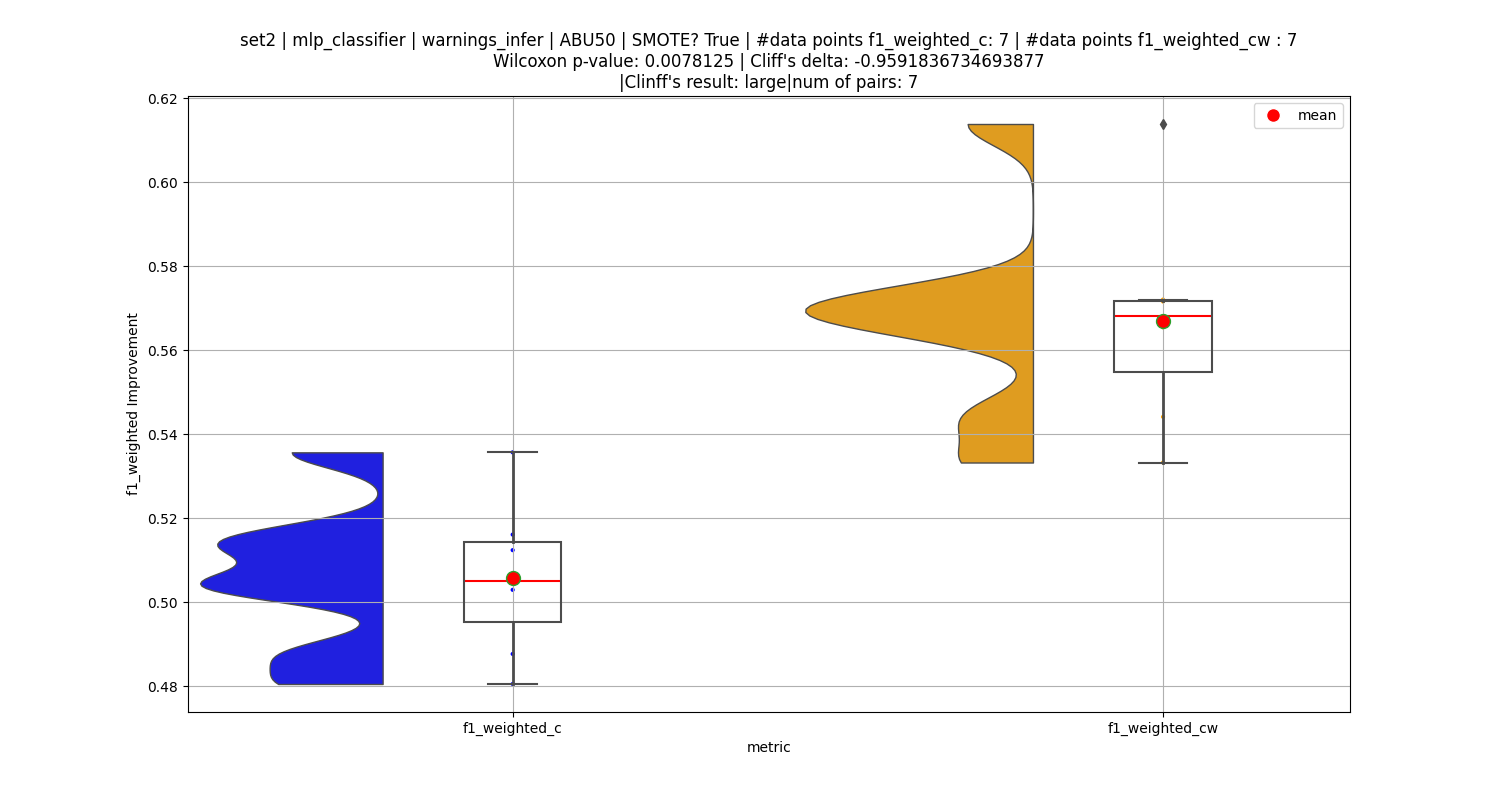 set2 | mlp_classifier | warnings_infer | ABU50 | SMOTE? True | #data points f1_weighted_c: 7 | #data points f1_weighted_cw : 7
Wilcoxon p-value: 0.0078125 | Cliff's delta: -0.9591836734693877
|Clinff's result: large|num of pairs: 7
mean
f1_weighted Improvement
0.62
0.60
0.58
0.56
0.54
0.52
0.50
0.48
f1_weighted_c
f1_weighted_cw
metric